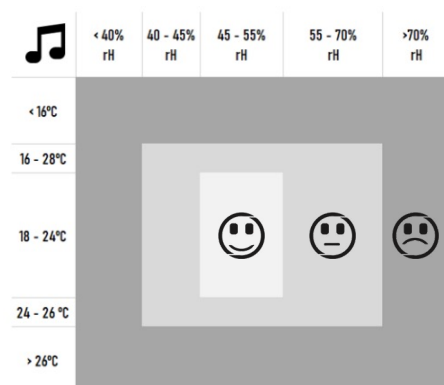 < 40% 40 - 45% 45 - 55% 55 - 70% >70%
rH rH rH rH rH
< 16°C
16 - 28°C
18 - 24°C
24 - 26 °C
> 26°C